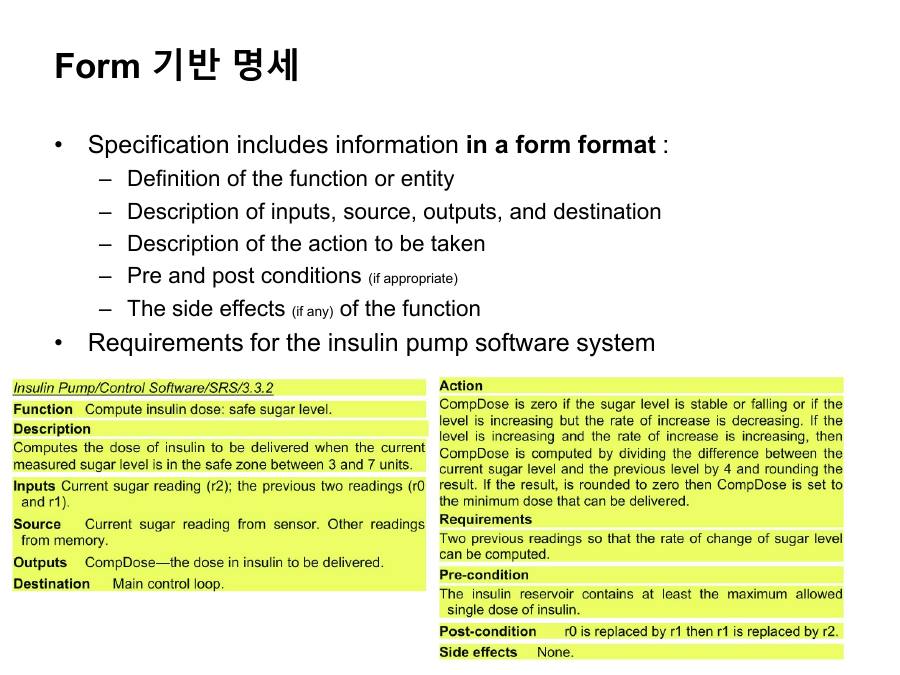 Form 기반 명세
• Specification includes information in a form format :
– Definition of the function or entity
– Description of inputs, source, outputs, and destination
– Description of the action to be taken
– Pre and post conditions (if appropriate)
– The side effects (if any) of the function
• Requirements for the insulin pump software system
Insulin Pump/Control Software/SRS/3.3.2
Function Compute insulin dose: safe sugar level.
Description
Computes the dose of insulin to be delivered when the current
measured sugar level is in the safe zone between 3 and 7 units.
Inputs Current sugar reading (r2); the previous two readings (r0
and r1).
Source Current sugar reading from sensor. Other readings
from memory.
Outputs CompDose—the dose in insulin to be delivered.
Destination Main control loop.
Action
CompDose is zero if the sugar level is stable or falling or if the
level is increasing but the rate of increase is decreasing. If the
level is increasing and the rate of increase is increasing, then
CompDose is computed by dividing the difference between the
current sugar level and the previous level by 4 and rounding the
result. If the result, is rounded to zero then CompDose is set to
the minimum dose that can be delivered.
Requirements
Two previous readings so that the rate of change of sugar level
can be computed.
Pre-condition
The insulin reservoir contains at least the maximum allowed
single dose of insulin.
Post-condition r0 is replaced by r1 then r1 is replaced by r2.
Side effects None.